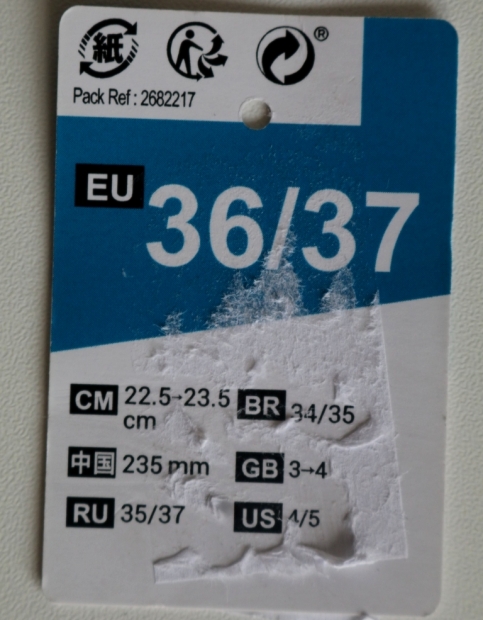 紙
®
Pack Ref : 2682217
EU 36/37
CM 22.5→23.5 cm BR 34/35
中国 235 mm GB 3→4
RU 35/37 US 4/5